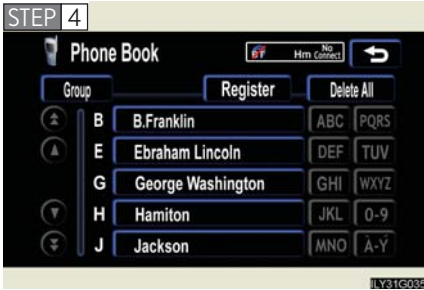 STEP 4
Phone Book BT Hm No Connect
Group Register Delete All
B B.Franklin ABC PQRS
E Ebraham Lincoln DEF TUV
G George Washington GHI WXYZ
H Hamiton JKL 0-9
J Jackson MNO À-Ý
ILY31G035